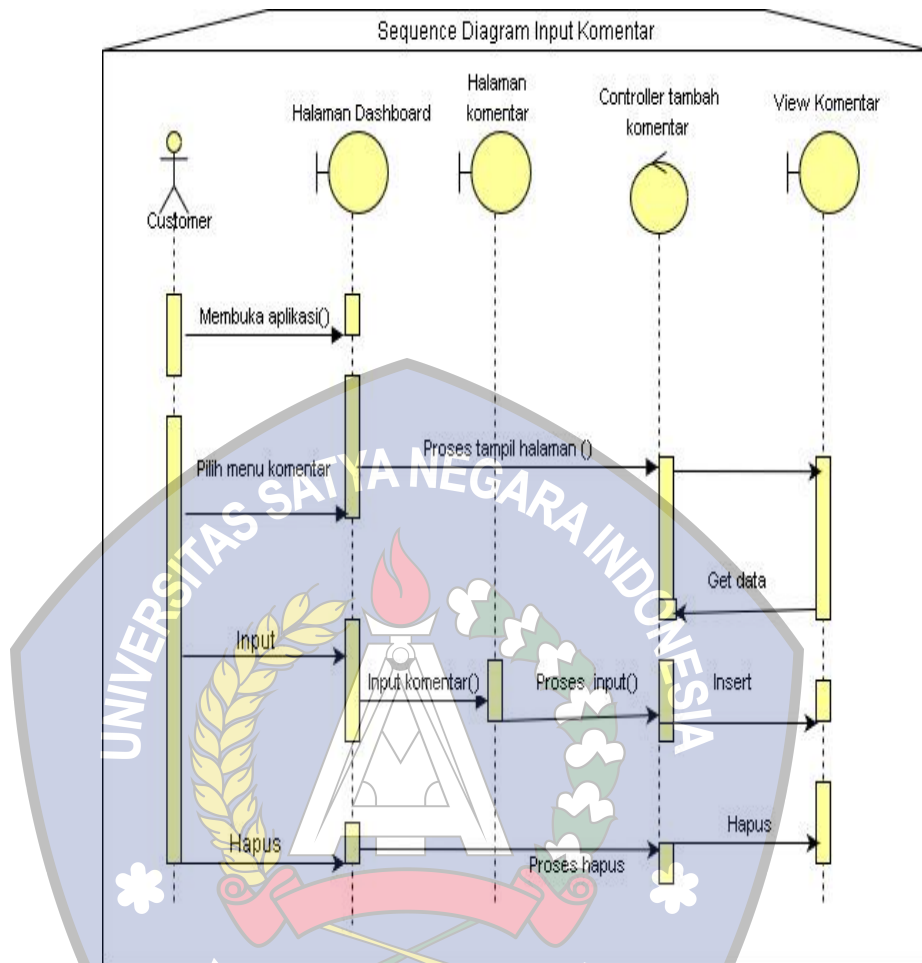 Sequence Diagram Input Komentar
Halaman Dashboard
Halaman
komentar
Controller tambah
komentar
View Komentar
Customer
Membuka aplikasi()
Proses tampil halaman ()
Pilih menu komentar
Get data
Input
Input komentar()
Proses input()
Insert
Hapus
Proses hapus
Hapus
UNIVERSITAS SATYA NEGARA INDONESIA